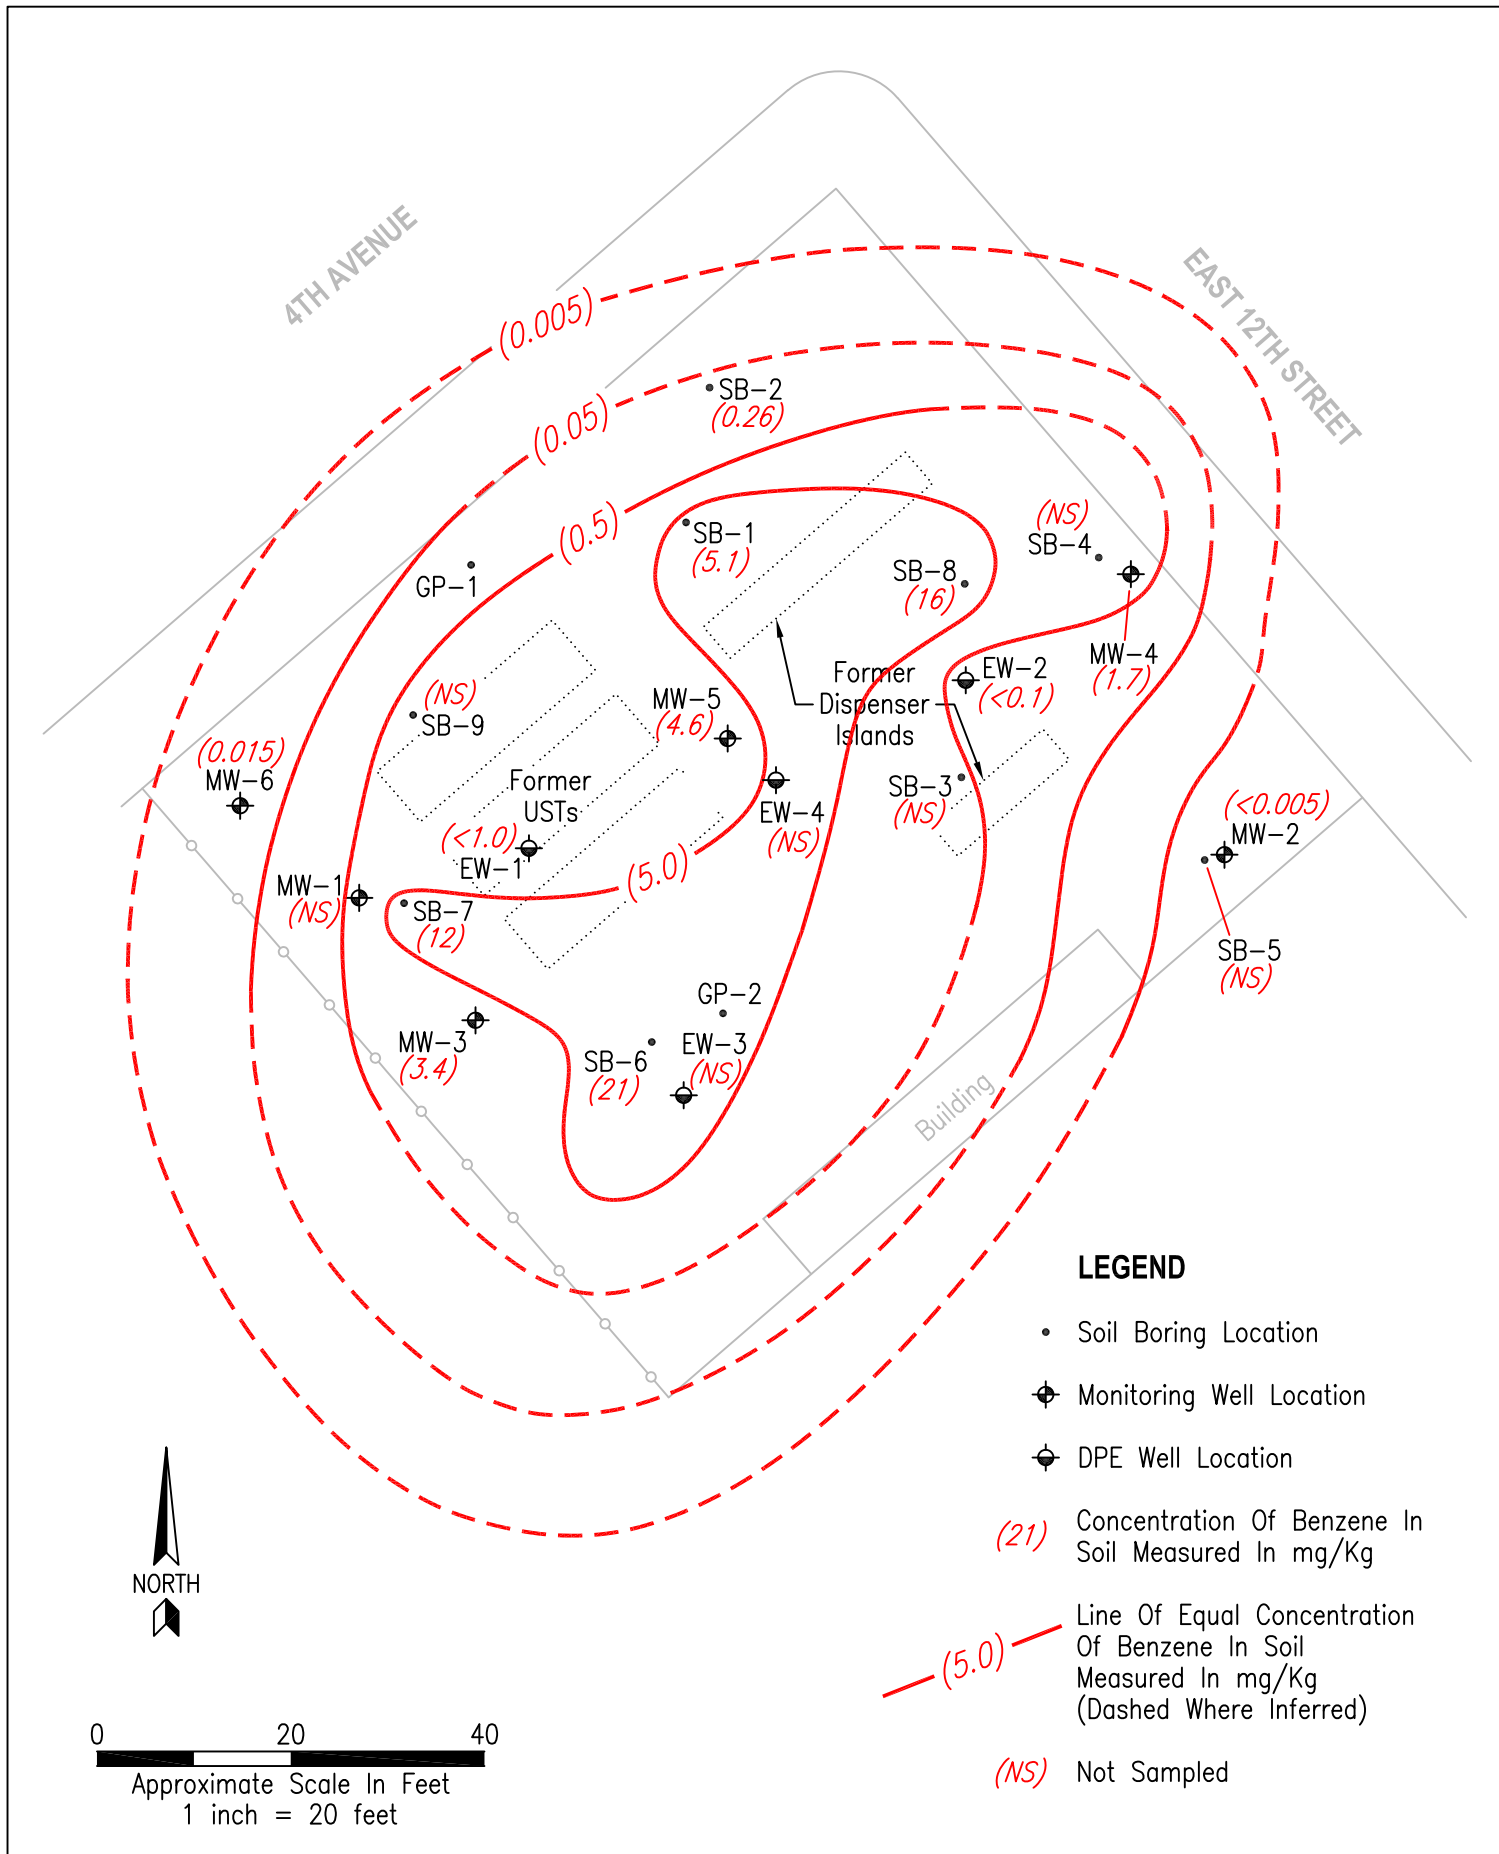 4TH AVENUE
EAST 12TH STREET
(0.005)
(0.05)
(0.5)
SB-2
(0.26)
SB-1
(5.1)
GP-1
(NS)
SB-4
SB-8
(16)
MW-4
(1.7)
EW-2
(<0.1)
Former
Dispenser
Islands
MW-5
(4.6)
(NS)
SB-9
(0.015)
MW-6
Former
USTs
(<1.0)
EW-1
EW-4
(NS)
SB-3
(NS)
(<0.005)
MW-2
SB-5
(NS)
(5.0)
MW-1
(NS)
SB-7
(12)
MW-3
(3.4)
GP-2
SB-6
(21)
EW-3
(NS)
Building
LEGEND
Soil Boring Location
Monitoring Well Location
DPE Well Location
(21)
Concentration Of Benzene In
Soil Measured In mg/Kg
(5.0)
Line Of Equal Concentration
Of Benzene In Soil
Measured In mg/Kg
(Dashed Where Inferred)
(NS) Not Sampled
NORTH
0 20 40
Approximate Scale In Feet
1 inch = 20 feet